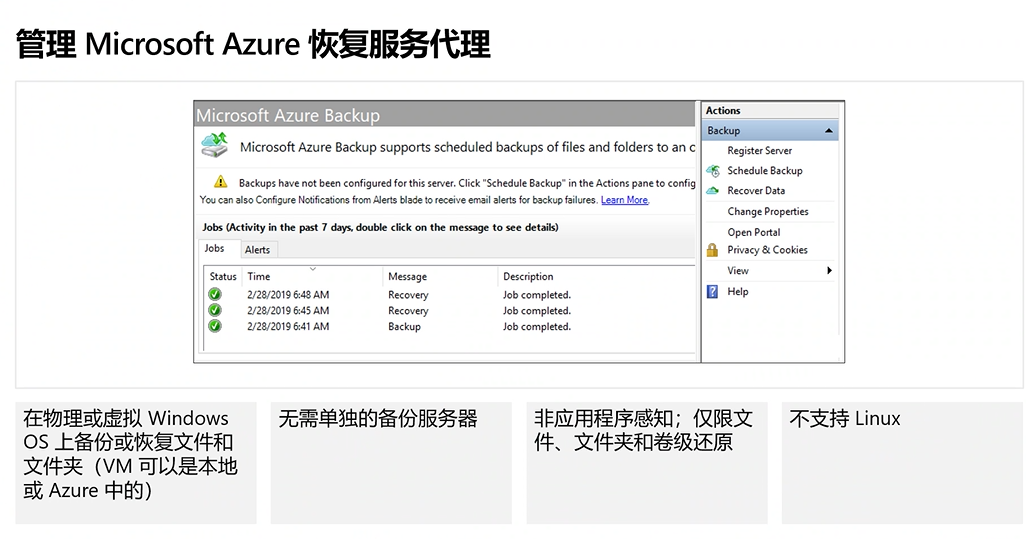 管理 Microsoft Azure 恢复服务代理
Microsoft Azure Backup
Microsoft Azure Backup supports scheduled backups of files and folders to an c
Backups have not been configured for this server. Click "Schedule Backup" in the Actions pane to config
You can also Configure Notifications from Alerts blade to receive email alerts for backup failures. Learn More.
Jobs (Activity in the past 7 days, double click on the message to see details)
Jobs Alerts
Status Time Message Description
2/28/2019 6:48 AM Recovery Job completed.
2/28/2019 6:45 AM Recovery Job completed.
2/28/2019 6:41 AM Backup Job completed.
Actions
Backup
Register Server
Schedule Backup
Recover Data
Change Properties
Open Portal
Privacy & Cookies
View
Help
在物理或虚拟 Windows
OS 上备份或恢复文件和
文件夹（VM 可以是本地
或 Azure 中的）
无需单独的备份服务器
非应用程序感知；仅限文
件、文件夹和卷级还原
不支持 Linux